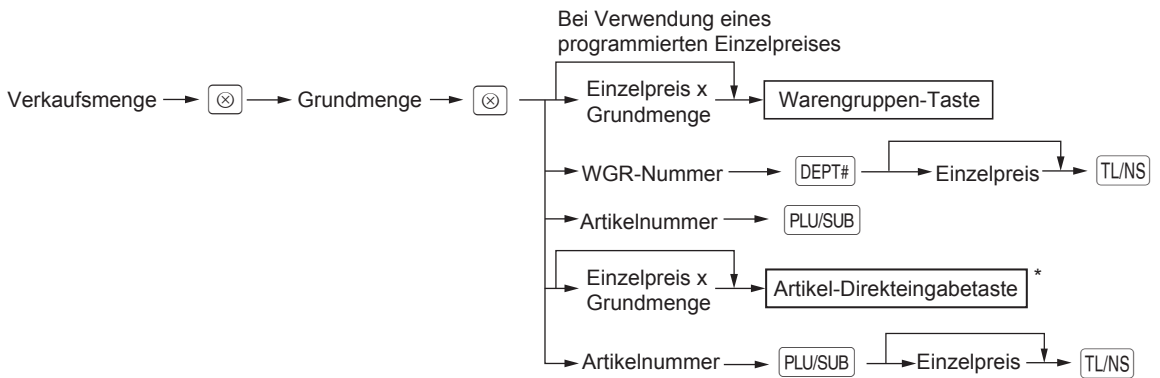 Bei Verwendung eines
programmierten Einzelpreises
Verkaufsmenge ⊗ Grundmenge ⊗
Einzelpreis x
Grundmenge
Warengruppen-Taste
WGR-Nummer DEPT# Einzelpreis TL/NS
Artikelnummer PLU/SUB
Einzelpreis x
Grundmenge
Artikel-Direkteingabetaste *
Artikelnummer PLU/SUB Einzelpreis TL/NS